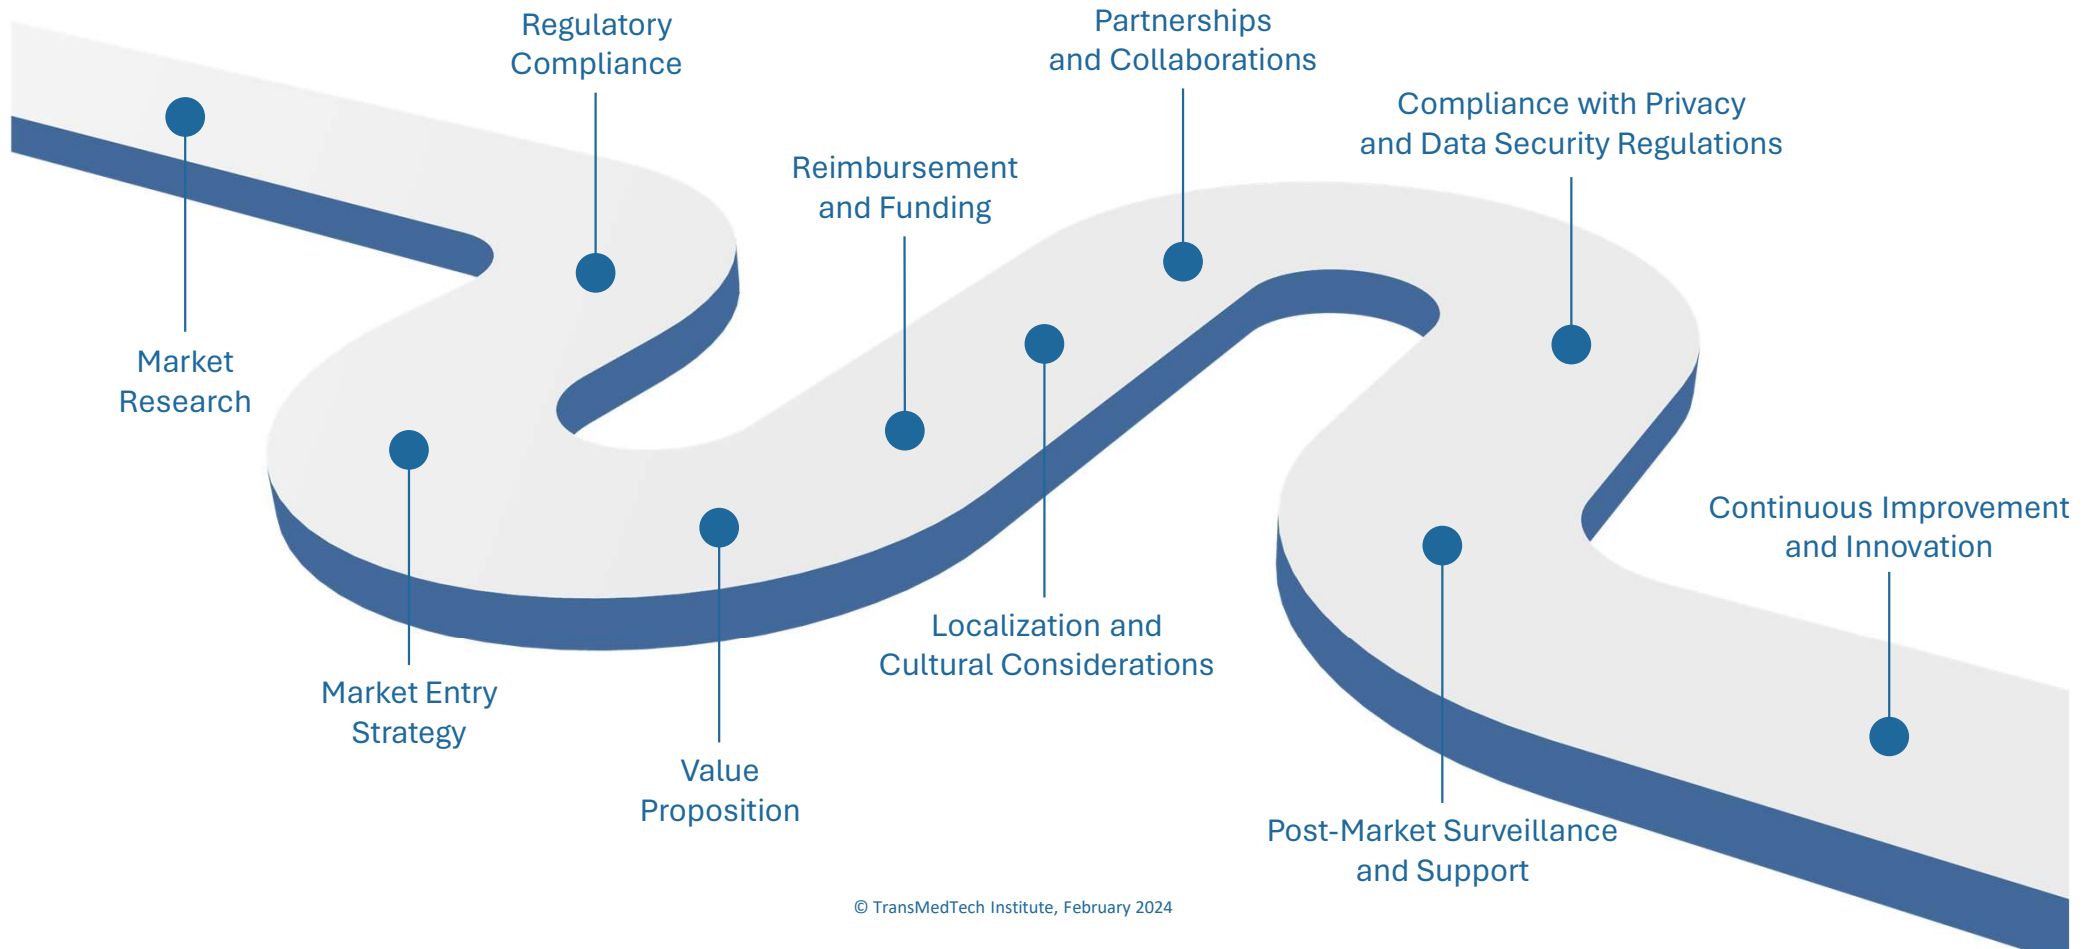 Market
Research
Regulatory
Compliance
Market Entry
Strategy
Value
Proposition
Reimbursement
and Funding
Localization and
Cultural Considerations
Partnerships
and Collaborations
Compliance with Privacy
and Data Security Regulations
Post-Market Surveillance
and Support
Continuous Improvement
and Innovation
© TransMedTech Institute, February 2024